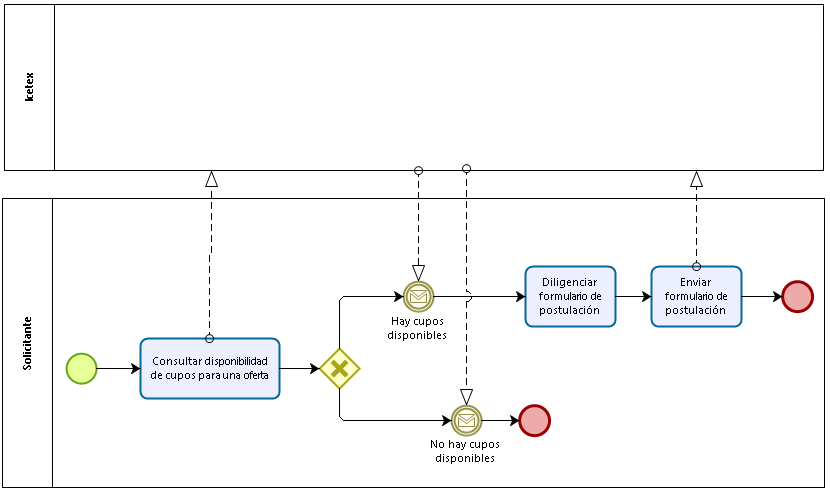 Icetex
Solicitante
Consultar disponibilidad
de cupos para una oferta
Hay cupos
disponibles
No hay cupos
disponibles
Diligenciar
formulario de
postulación
Enviar
formulario de
postulación